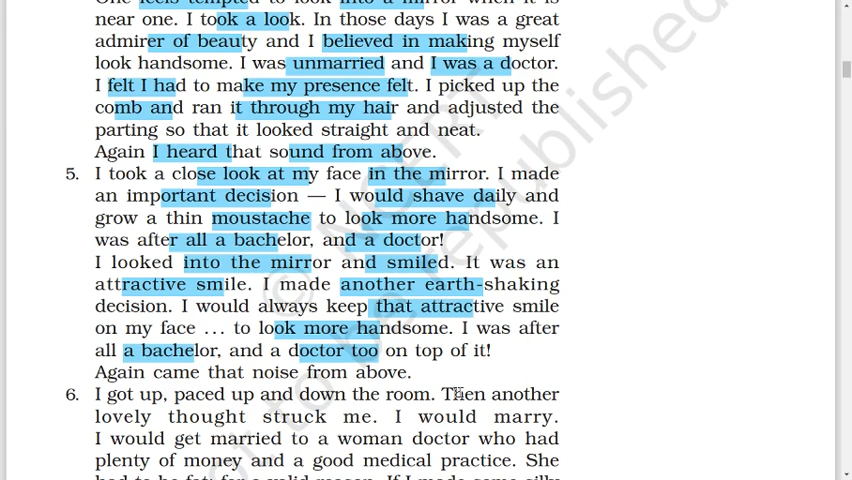 One feels tempted to look into a mirror when it is
near one. I took a look. In those days I was a great
admirer of beauty and I believed in making myself
look handsome. I was unmarried and I was a doctor.
I felt I had to make my presence felt. I picked up the
comb and ran it through my hair and adjusted the
parting so that it looked straight and neat.
Again I heard that sound from above.
5. I took a close look at my face in the mirror. I made
an important decision — I would shave daily and
grow a thin moustache to look more handsome. I
was after all a bachelor, and a doctor!
I looked into the mirror and smiled. It was an
attractive smile. I made another earth-shaking
decision. I would always keep that attractive smile
on my face ... to look more handsome. I was after
all a bachelor, and a doctor too on top of it!
Again came that noise from above.
6. I got up, paced up and down the room. Then another
lovely thought struck me. I would marry.
I would get married to a woman doctor who had
plenty of money and a good medical practice. She
had to be fat; for a valid reason. If I made some silly
© NCERT
not to be republished